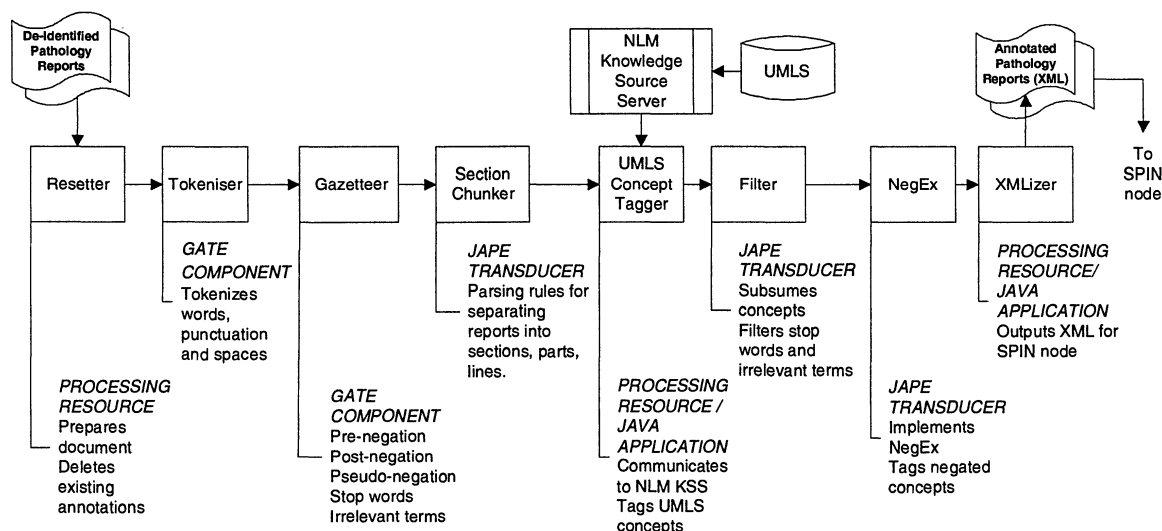 De-Identified
Pathology
Reports
NLM
Knowledge
Source
Server
UMLS
Annotated
Pathology
Reports (XML)
To
SPIN
node
Resetter
Tokeniser
Gazetteer
Section
Chunker
UMLS
Concept
Tagger
Filter
NegEx
XMLizer
GATE
COMPONENT
Tokenizes
words,
punctuation
and spaces
JAPE
TRANSDUCER
Parsing rules for
separating
reports into
sections, parts,
lines.
JAPE
TRANSDUCER
Subsumes
concepts
Filters stop
words and
irrelevant terms
PROCESSING
RESOURCE/
JAVA
APPLICATION
Outputs XML for
SPIN node
PROCESSING
RESOURCE
Prepares
document
Deletes
existing
annotations
GATE
COMPONENT
Pre-negation
Post-negation
Pseudo-negation
Stop words
Irrelevant terms
PROCESSING
RESOURCE /
JAVA
APPLICATION
Communicates
to NLM KSS
Tags UMLS
concepts
JAPE
TRANSDUCER
Implements
NegEx
Tags negated
concepts